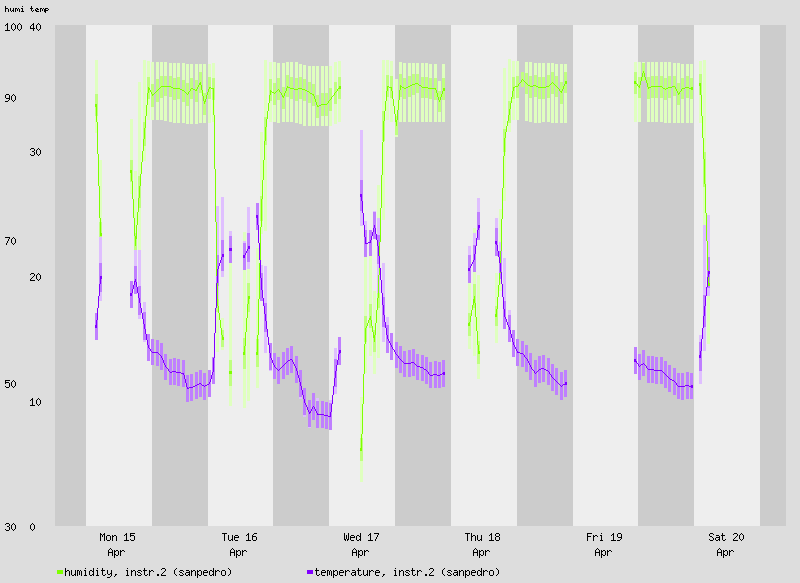 humi temp
100 40
90
30
70
20
50
10
30 0
Mon 15 Tue 16 Wed 17 Thu 18 Fri 19 Sat 20
Apr Apr Apr Apr Apr Apr
humidity, instr.2 (sanpedro) temperature, instr.2 (sanpedro)